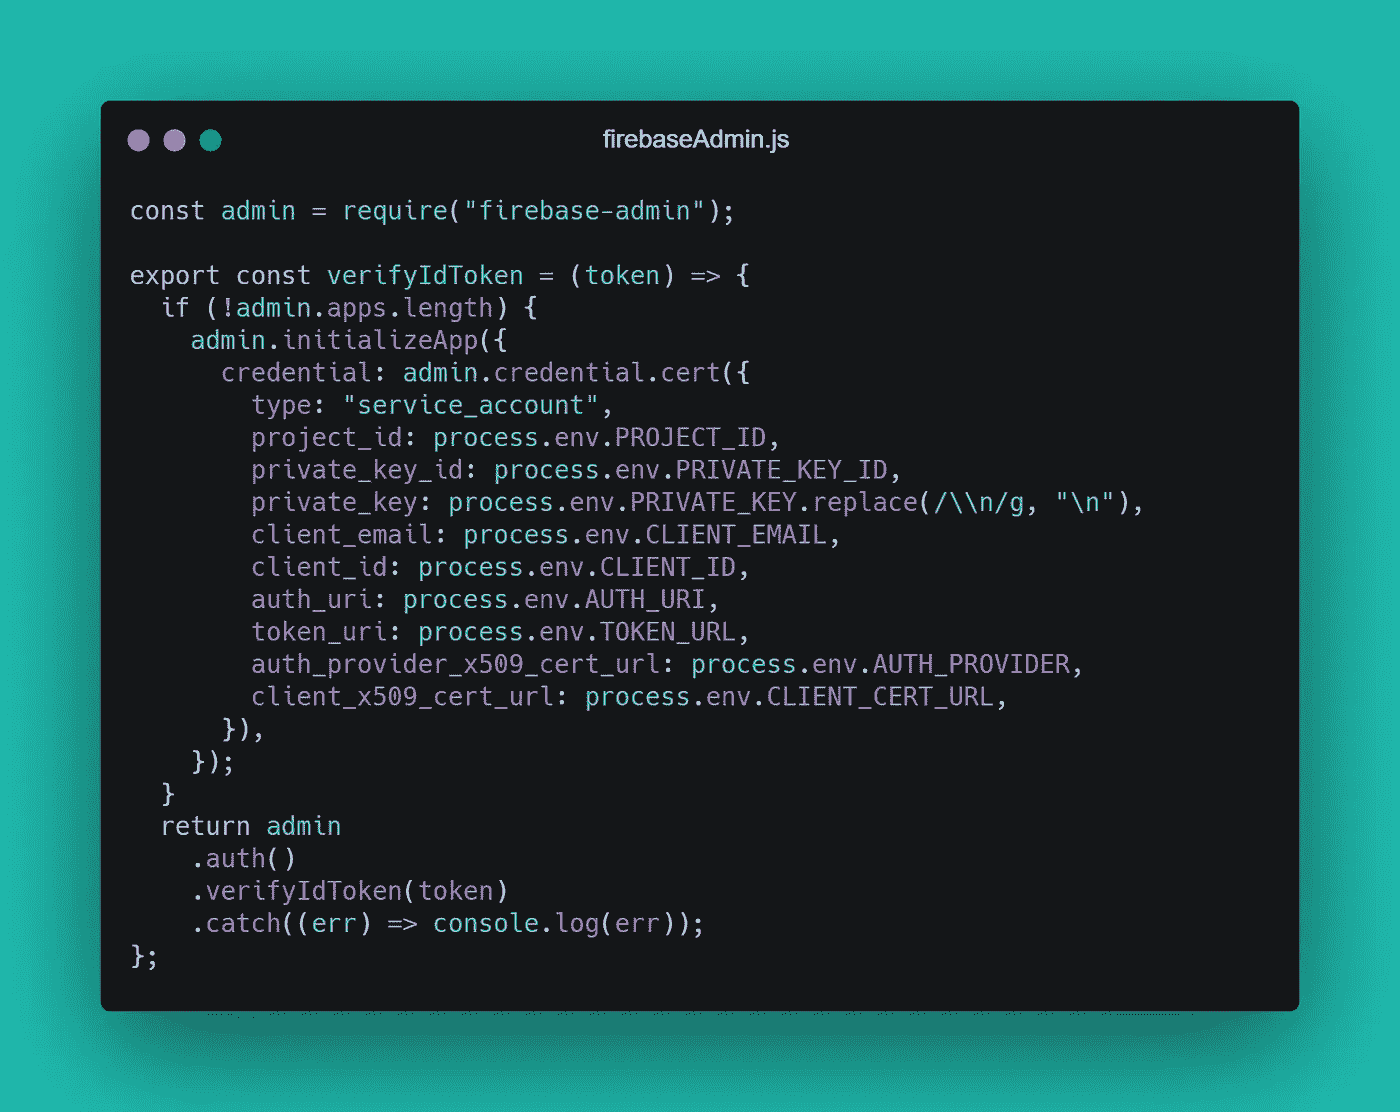 firebaseAdmin.js
const admin = require("firebase-admin");
export const verifyIdToken = (token) => {
  if (!admin.apps.length) {
    admin.initializeApp({
      credential: admin.credential.cert({
        type: "service_account",
        project_id: process.env.PROJECT_ID,
        private_key_id: process.env.PRIVATE_KEY_ID,
        private_key: process.env.PRIVATE_KEY.replace(/\\n/g, "\n"),
        client_email: process.env.CLIENT_EMAIL,
        client_id: process.env.CLIENT_ID,
        auth_uri: process.env.AUTH_URI,
        token_uri: process.env.TOKEN_URL,
        auth_provider_x509_cert_url: process.env.AUTH_PROVIDER,
        client_x509_cert_url: process.env.CLIENT_CERT_URL,
      }),
    });
  }
  return admin
    .auth()
    .verifyIdToken(token)
    .catch((err) => console.log(err));
};